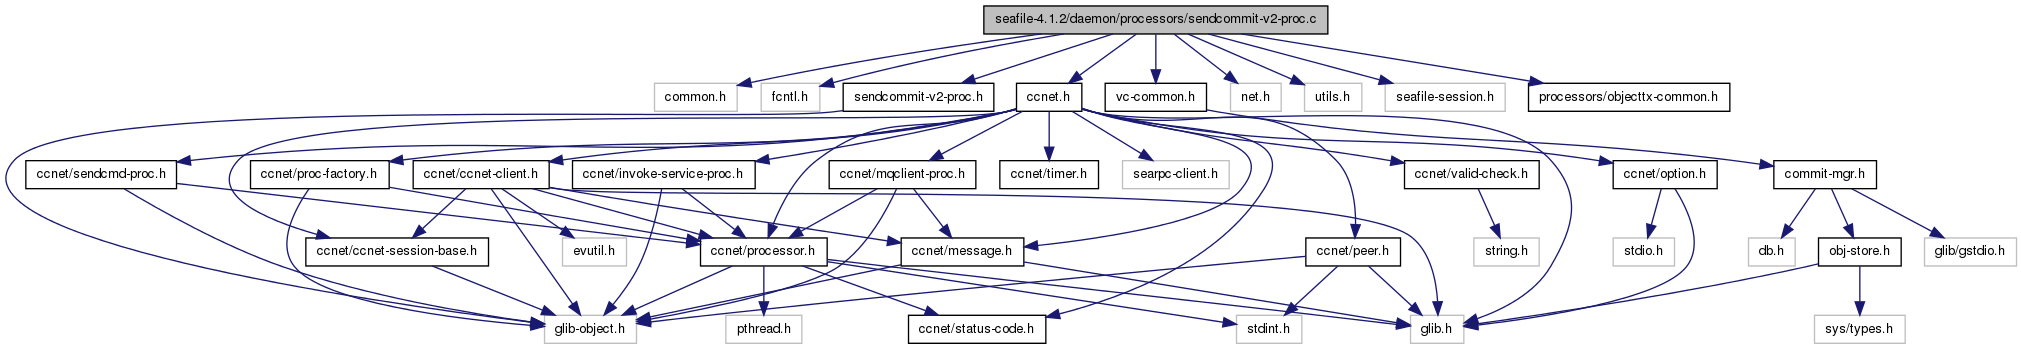 seafile-4.1.2/daemon/processors/sendcommit-v2-proc.c
common.h
fcntl.h
sendcommit-v2-proc.h
ccnet.h
vc-common.h
net.h
utils.h
seafile-session.h
processors/objecttx-common.h
ccnet/sendcmd-proc.h
ccnet/proc-factory.h
ccnet/ccnet-client.h
ccnet/invoke-service-proc.h
ccnet/mqclient-proc.h
ccnet/timer.h
searpc-client.h
ccnet/valid-check.h
ccnet/option.h
commit-mgr.h
ccnet/ccnet-session-base.h
evutil.h
ccnet/processor.h
ccnet/message.h
ccnet/peer.h
string.h
stdio.h
db.h
obj-store.h
glib/gstdio.h
glib-object.h
pthread.h
ccnet/status-code.h
stdint.h
glib.h
sys/types.h